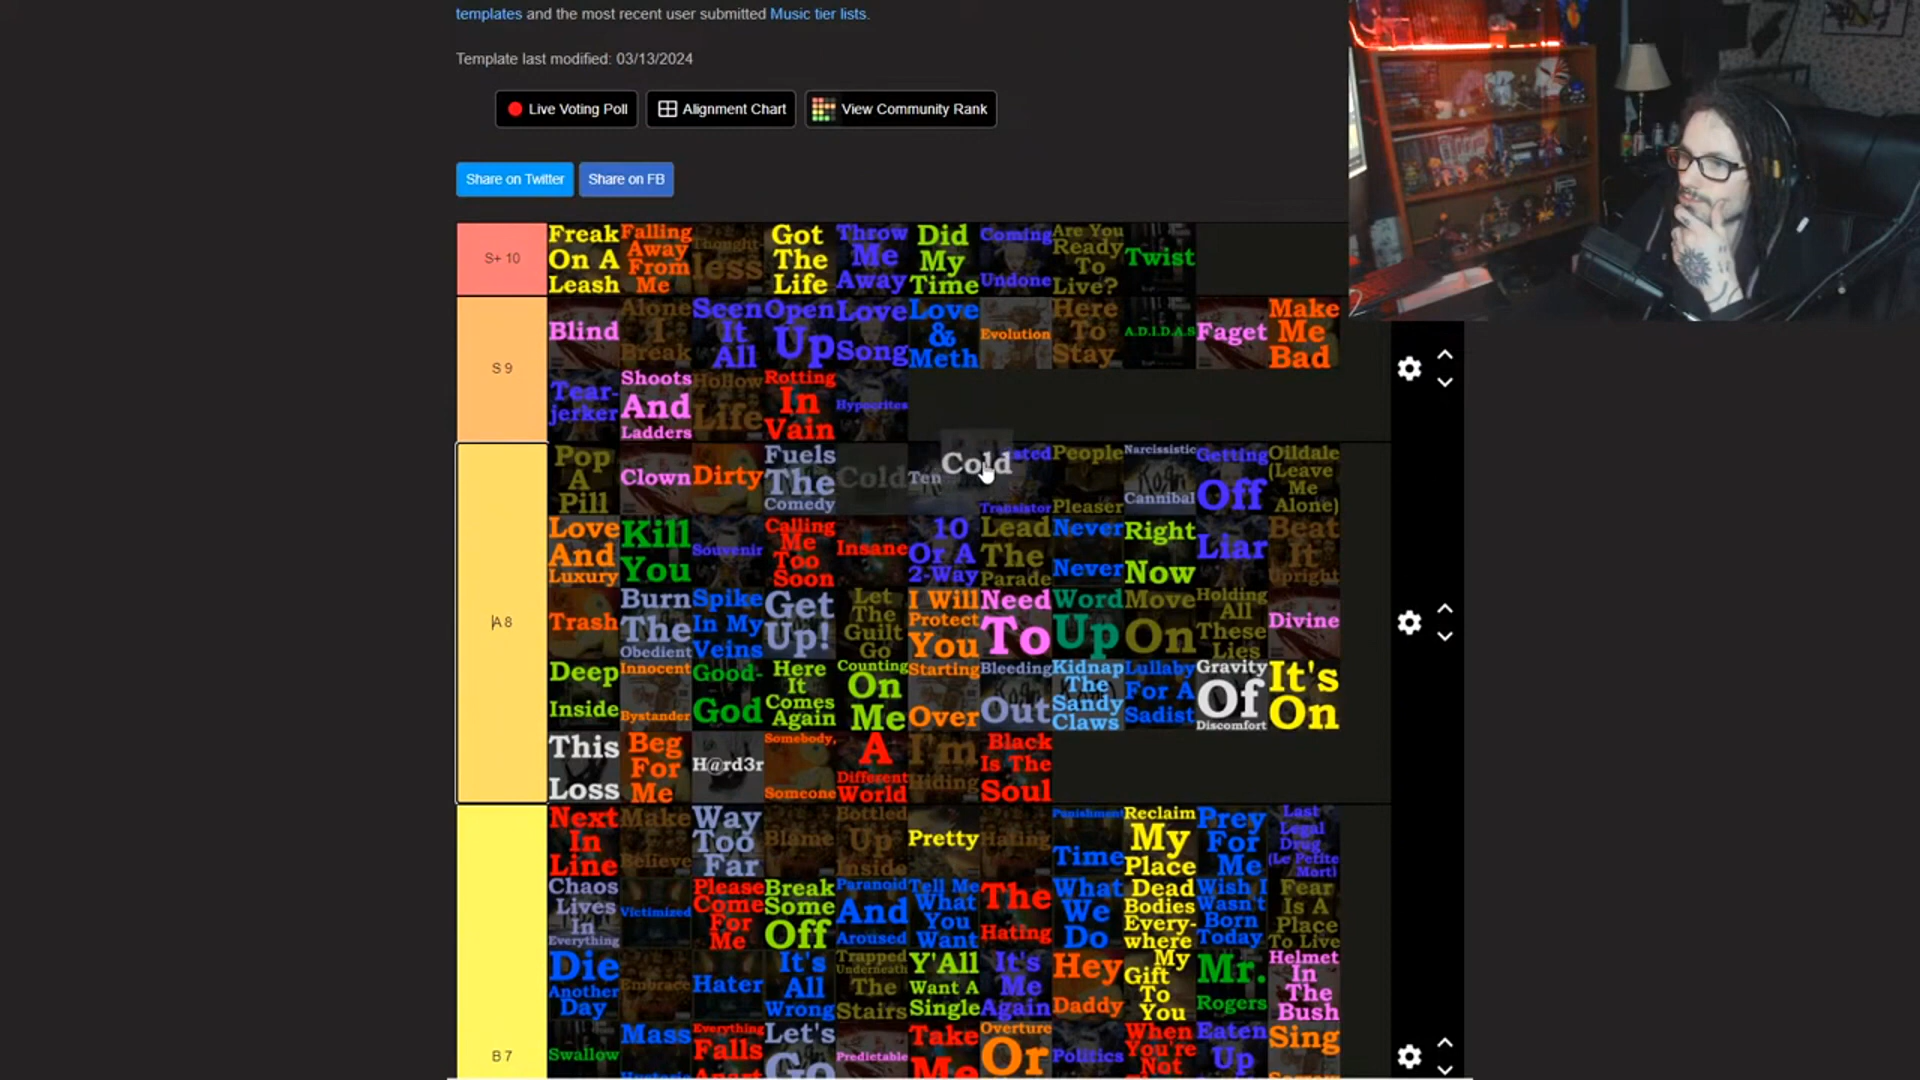 templates and the most recent user submitted Music tier lists.
Template last modified: 03/13/2024
Live Voting Poll
Alignment Chart
View Community Rank
Share on Twitter
Share on FB
S+ 10
Freak On A Leash
Falling Away From Me
Thought-less
Got The Life
Throw Me Away
Did My Time
Coming Undone
Are You Ready To Live?
Twist
S 9
Blind
Alone I Break
Seen It All
Open Up
Love Song
Love & Meth
Evolution
Here To Stay
A.D.I.D.A.S
Faget
Make Me Bad
Tear-jerker
Shoots And Ladders
Hollow Life
Rotting In Vain
Hypocrites
A 8
Pop A Pill
Clown
Dirty
Fuels The Comedy
Cold
Ten
Cold
sted Transistor
People Pleaser
Narcissistic Cannibal
Getting Off
Oildale (Leave Me Alone)
Love And Luxury
Kill You
Souvenir
Calling Me Too Soon
Insane
10 Or A 2-Way
Lead The Parade
Never Never
Right Now
Liar
Beat It Upright
Trash
Burn The Obedient
Spike In My Veins
Get Up!
Let The Guilt Go
I Will Protect You
Need To
Word Up
Move On
Holding All These Lies
Divine
Deep Inside
Innocent Bystander
Good-God
Here It Comes Again
Counting On Me
Starting Over
Bleeding Out
Kidnap The Sandy Claws
Lullaby For A Sadist
Gravity Of Discomfort
It's On
This Loss
Beg For Me
H@rd3r
Somebody, Someone
A Different World
I'm Hiding
Black Is The Soul
B 7
Next In Line
Make Believe
Way Too Far
Blame
Bottled Up Inside
Pretty
Hating
Punishment Time
Reclaim My Place
Prey For Me
Last Legal Drug (Le Petite Mort)
Chaos Lives In Everything
Victimized
Please Come For Me
Break Some Off
Paranoid And Aroused
Tell Me What You Want
The Hating
What We Do
Dead Bodies Every-where
Wish I Wasn't Born Today
Fear Is A Place To Live
Die Another Day
Embrace
Hater
It's All Wrong
Trapped Underneath The Stairs
Y'All Want A Single
It's Me Again
Hey Daddy
My Gift To You
Mr. Rogers
Helmet In The Bush
Swallow
Mass Hysteria
Everything Falls Apart
Let's Go
Predictable
Take Me
Overture Or
Politics
When You're Not
Eaten Up
Sing Sorrow